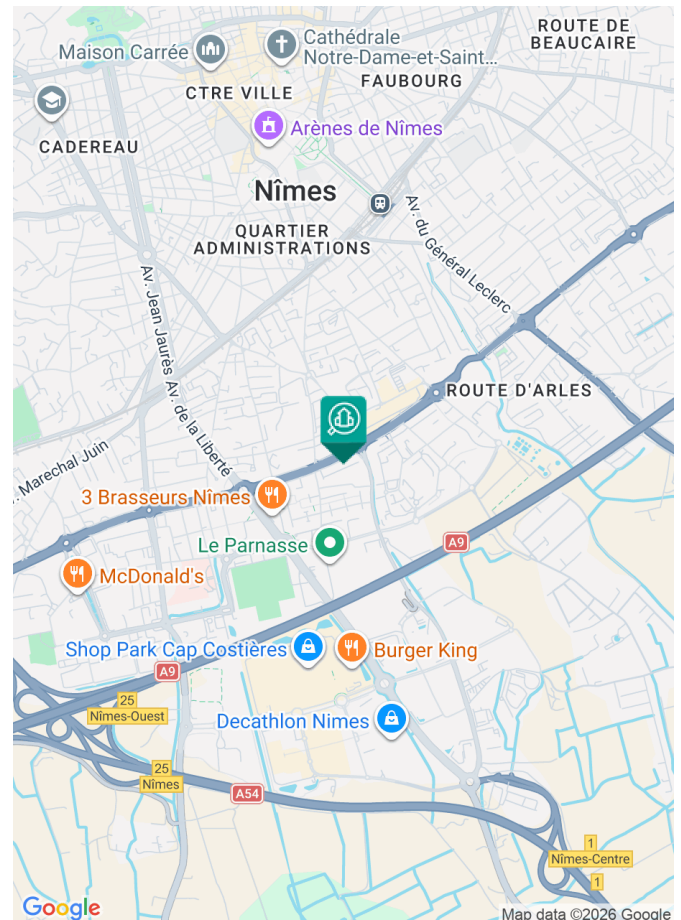 ROUTE DE
BEAUCAIRE
Maison Carrée
Cathédrale
Notre-Dame-et-Saint...
FAUBOURG
CTRE VILLE
Arènes de Nîmes
CADEREAU
Nîmes
QUARTIER
ADMINISTRATIONS
Av. du Général Leclerc
Av. Jean Jaurès
Av. de la Liberté
ROUTE D'ARLES
Marechal Juin
3 Brasseurs Nîmes
Le Parnasse
A9
McDonald's
Shop Park Cap Costières
Burger King
A9
25
Nîmes-Ouest
Decathlon Nimes
25
Nîmes
A54
1
Nîmes-Centre
1
Google
Map data ©2026 Google